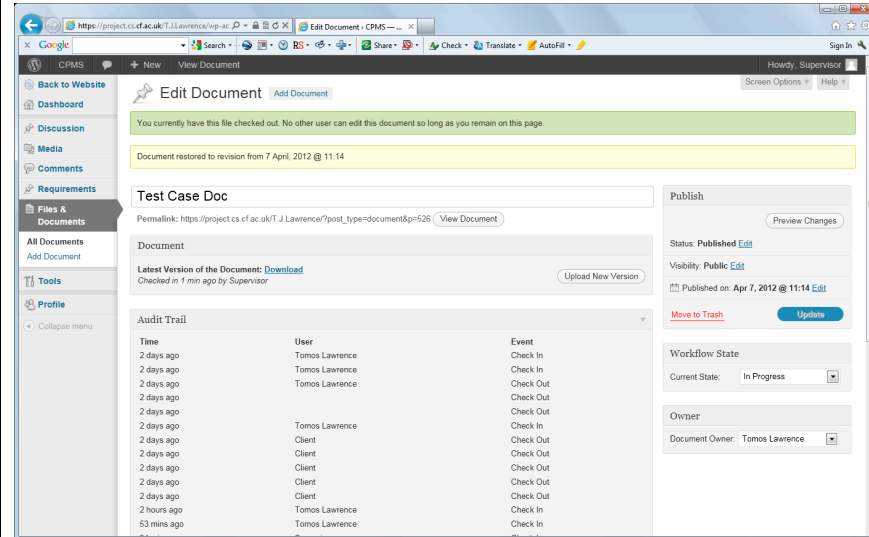 https://project.cs.cf.ac.uk/T.J.Lawrence/wp-ac
Edit Document ‹ CPMS — ...
Google
Search
RS
Share
Check
Translate
AutoFill
Sign In
CPMS
+ New
View Document
Howdy, Supervisor
Screen Options
Help
Back to Website
Dashboard
Discussion
Media
Comments
Requirements
Files & Documents
All Documents
Add Document
Tools
Profile
Collapse menu
Edit Document
Add Document
You currently have this file checked out. No other user can edit this document so long as you remain on this page.
Document restored to revision from 7 April, 2012 @ 11:14
Test Case Doc
Permalink: https://project.cs.cf.ac.uk/T.J.Lawrence/?post_type=document&p=526 View Document
Document
Latest Version of the Document: Download
Checked in 1 min ago by Supervisor
Upload New Version
Audit Trail
Time User Event
2 days ago Tomos Lawrence Check In
2 days ago Tomos Lawrence Check In
2 days ago Tomos Lawrence Check Out
2 days ago Check Out
2 days ago Check Out
2 days ago Tomos Lawrence Check In
2 days ago Client Check Out
2 days ago Client Check Out
2 days ago Client Check Out
2 days ago Client Check Out
2 days ago Client Check Out
2 hours ago Tomos Lawrence Check In
53 mins ago Tomos Lawrence Check In
Publish
Preview Changes
Status: Published Edit
Visibility: Public Edit
Published on: Apr 7, 2012 @ 11:14 Edit
Move to Trash
Update
Workflow State
Current State: In Progress
Owner
Document Owner: Tomos Lawrence